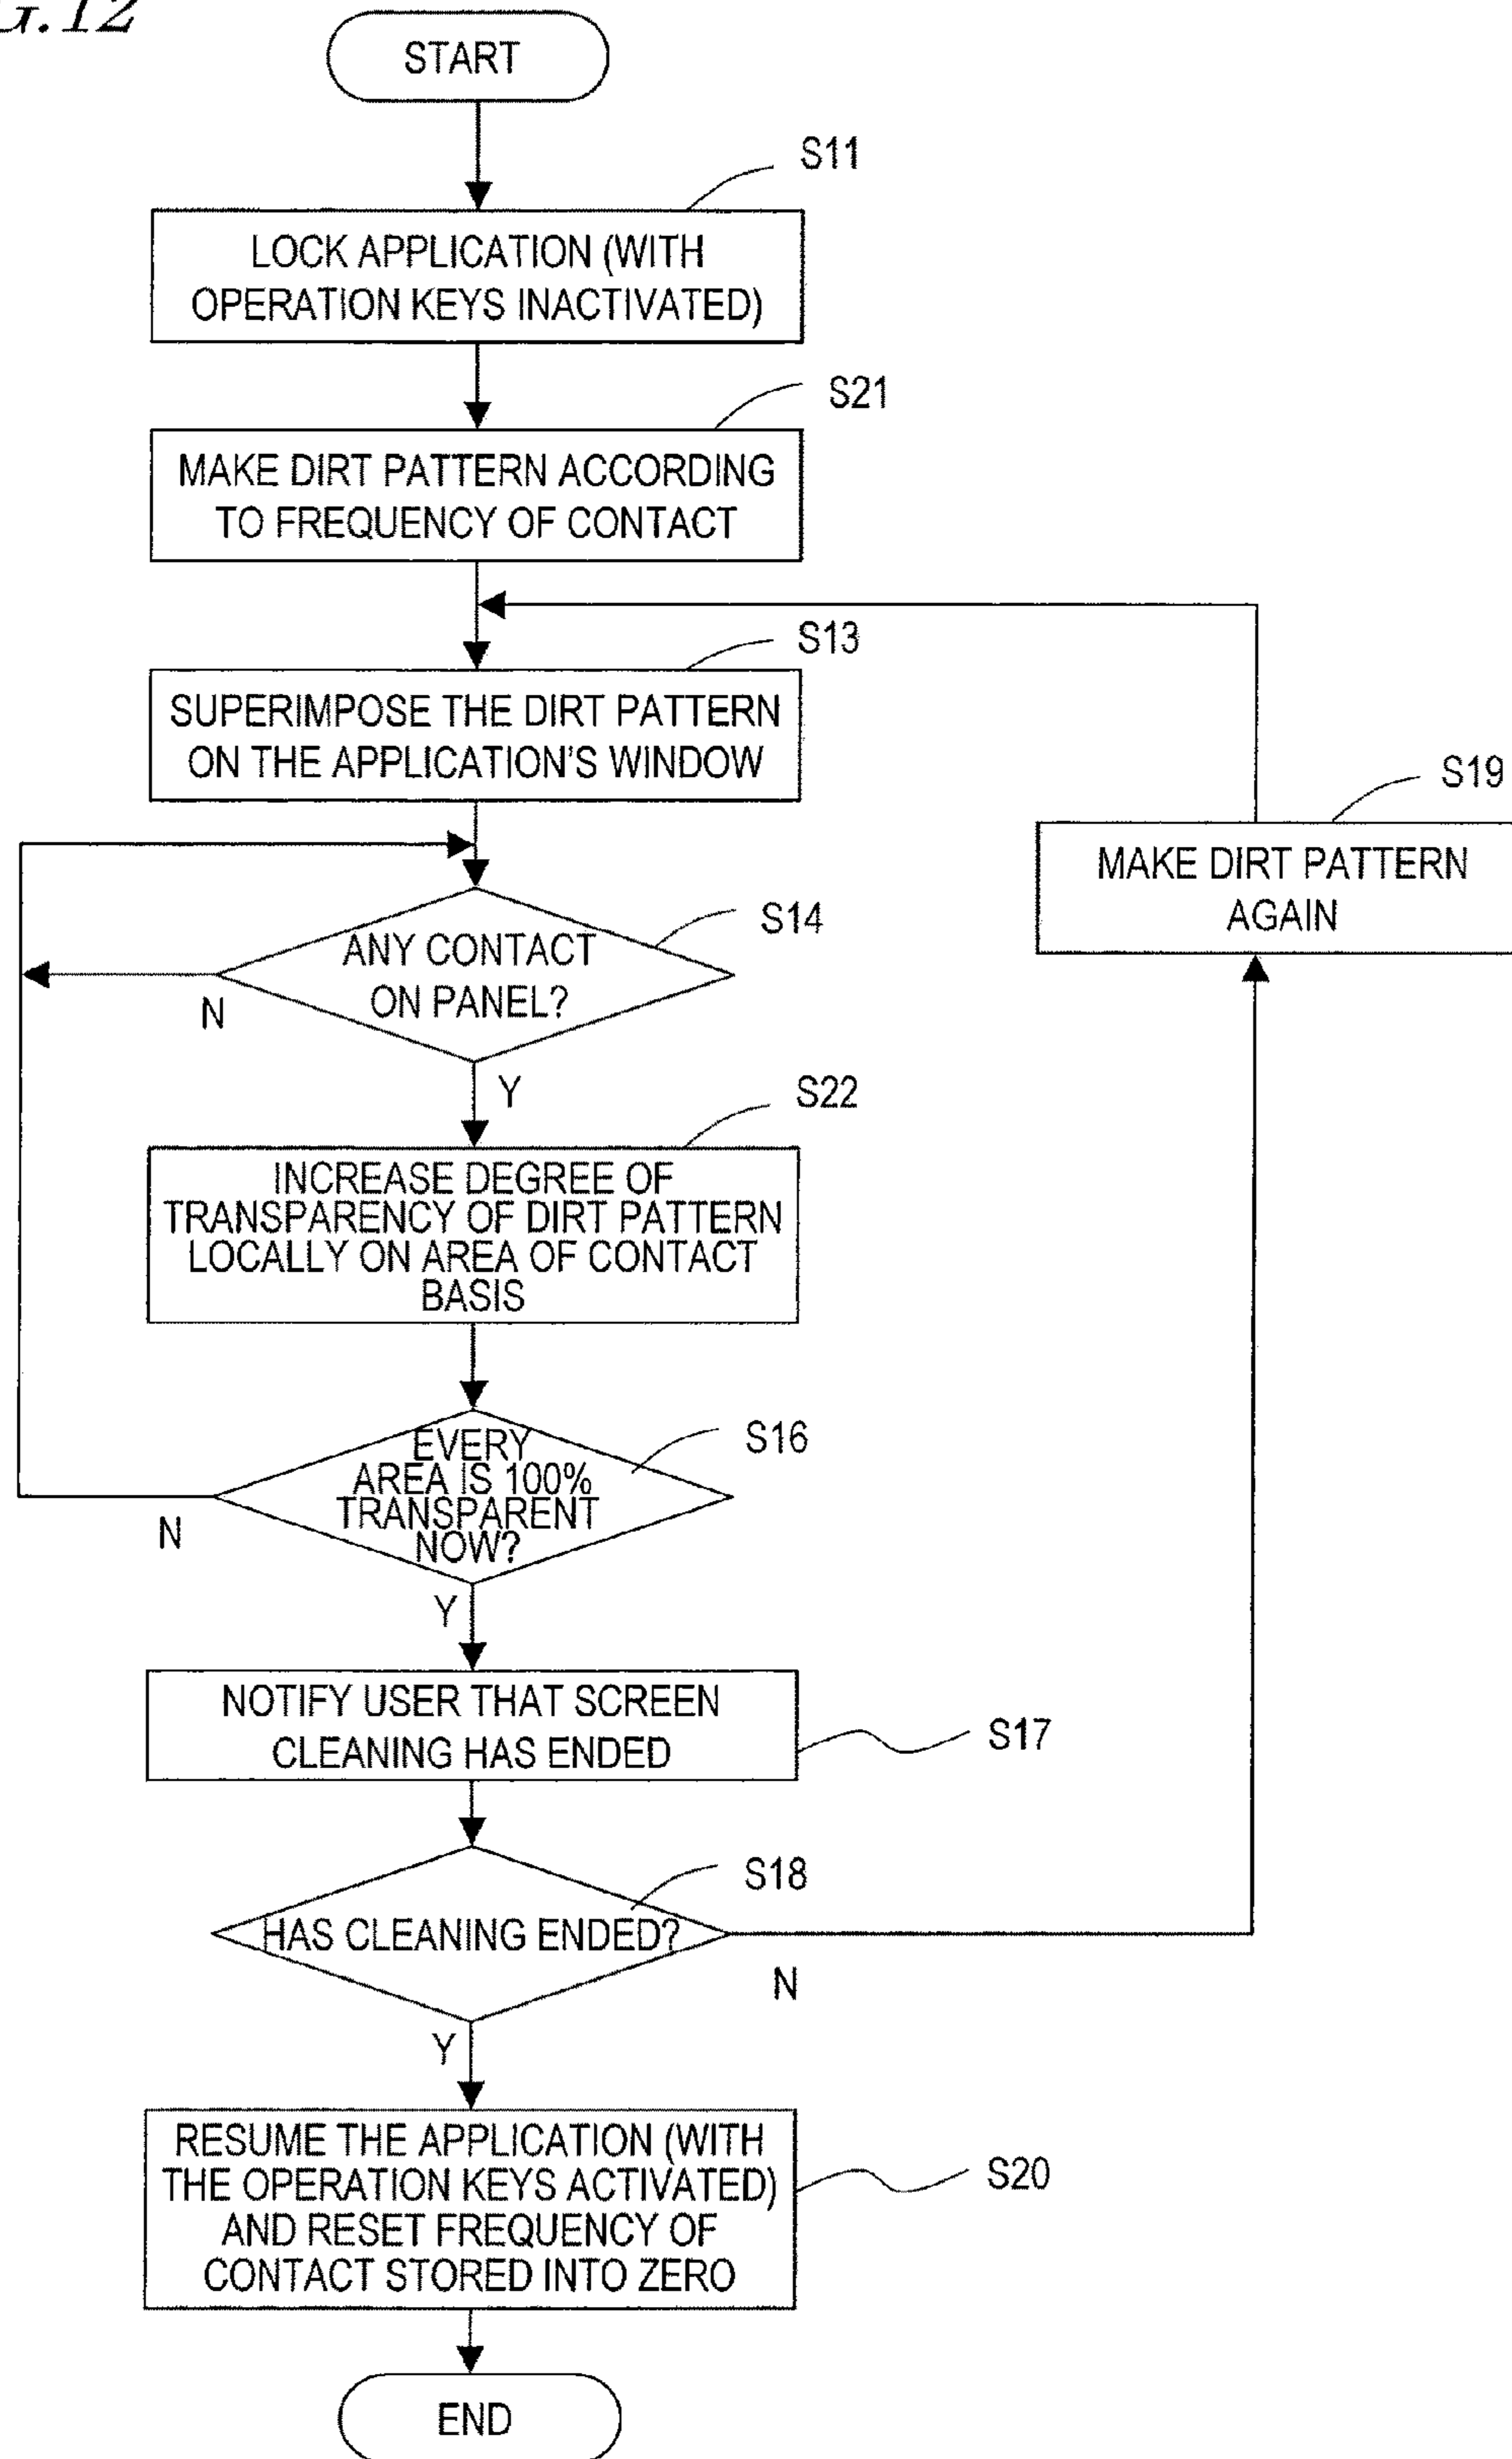 G.12
START
S11
LOCK APPLICATION (WITH
OPERATION KEYS INACTIVATED)
S21
MAKE DIRT PATTERN ACCORDING
TO FREQUENCY OF CONTACT
S13
SUPERIMPOSE THE DIRT PATTERN
ON THE APPLICATION'S WINDOW
S19
MAKE DIRT PATTERN
AGAIN
S14
ANY CONTACT
ON PANEL?
N
Y
S22
INCREASE DEGREE OF
TRANSPARENCY OF DIRT PATTERN
LOCALLY ON AREA OF CONTACT
BASIS
S16
EVERY
AREA IS 100%
TRANSPARENT
NOW?
N
Y
NOTIFY USER THAT SCREEN
CLEANING HAS ENDED
S17
S18
HAS CLEANING ENDED?
N
Y
RESUME THE APPLICATION (WITH
THE OPERATION KEYS ACTIVATED)
AND RESET FREQUENCY OF
CONTACT STORED INTO ZERO
S20
END